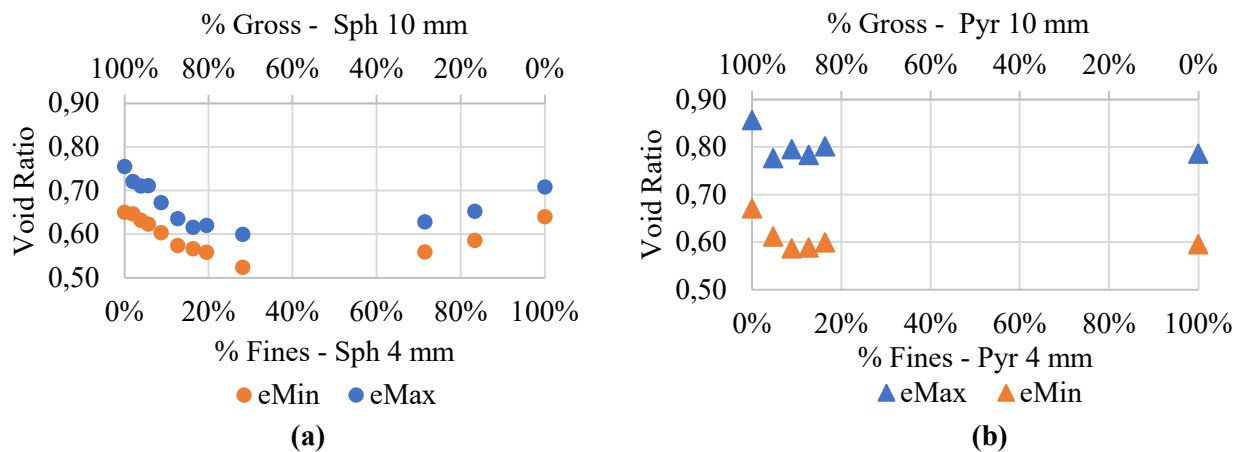 % Gross - Sph 10 mm
100% 80% 60% 40% 20% 0%
0,90
0,80
0,70
0,60
0,50
Void Ratio
0% 20% 40% 60% 80% 100%
% Fines - Sph 4 mm
eMin eMax
(a)
% Gross - Pyr 10 mm
100% 80% 60% 40% 20% 0%
0,90
0,80
0,70
0,60
0,50
Void Ratio
0% 20% 40% 60% 80% 100%
% Fines - Pyr 4 mm
eMax eMin
(b)